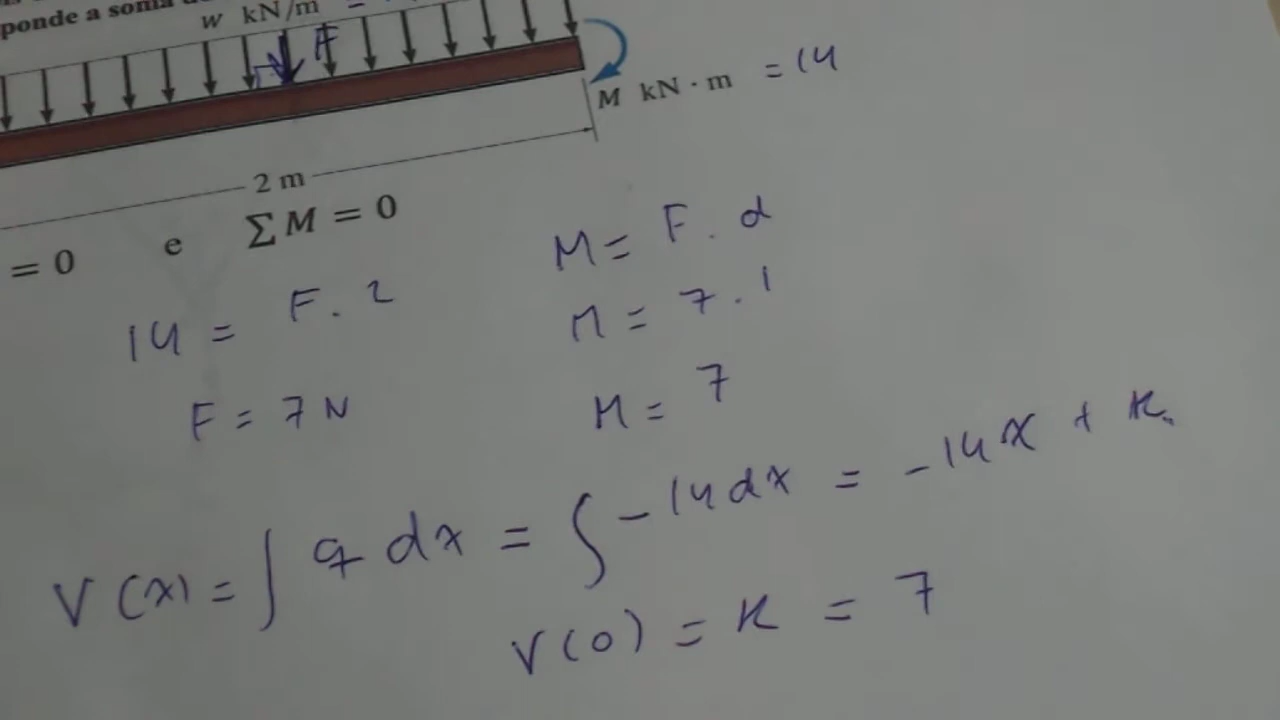 ponde a soma
w kN/m =
F
M kN · m = 14
2 m
= 0 e ∑ M = 0
M = F . d
14 = F . 2
M = 7 . 1
F = 7 N
M = 7
V (x) = ∫ q dx = ∫ -14 dx = -14x + K
V (0) = K = 7